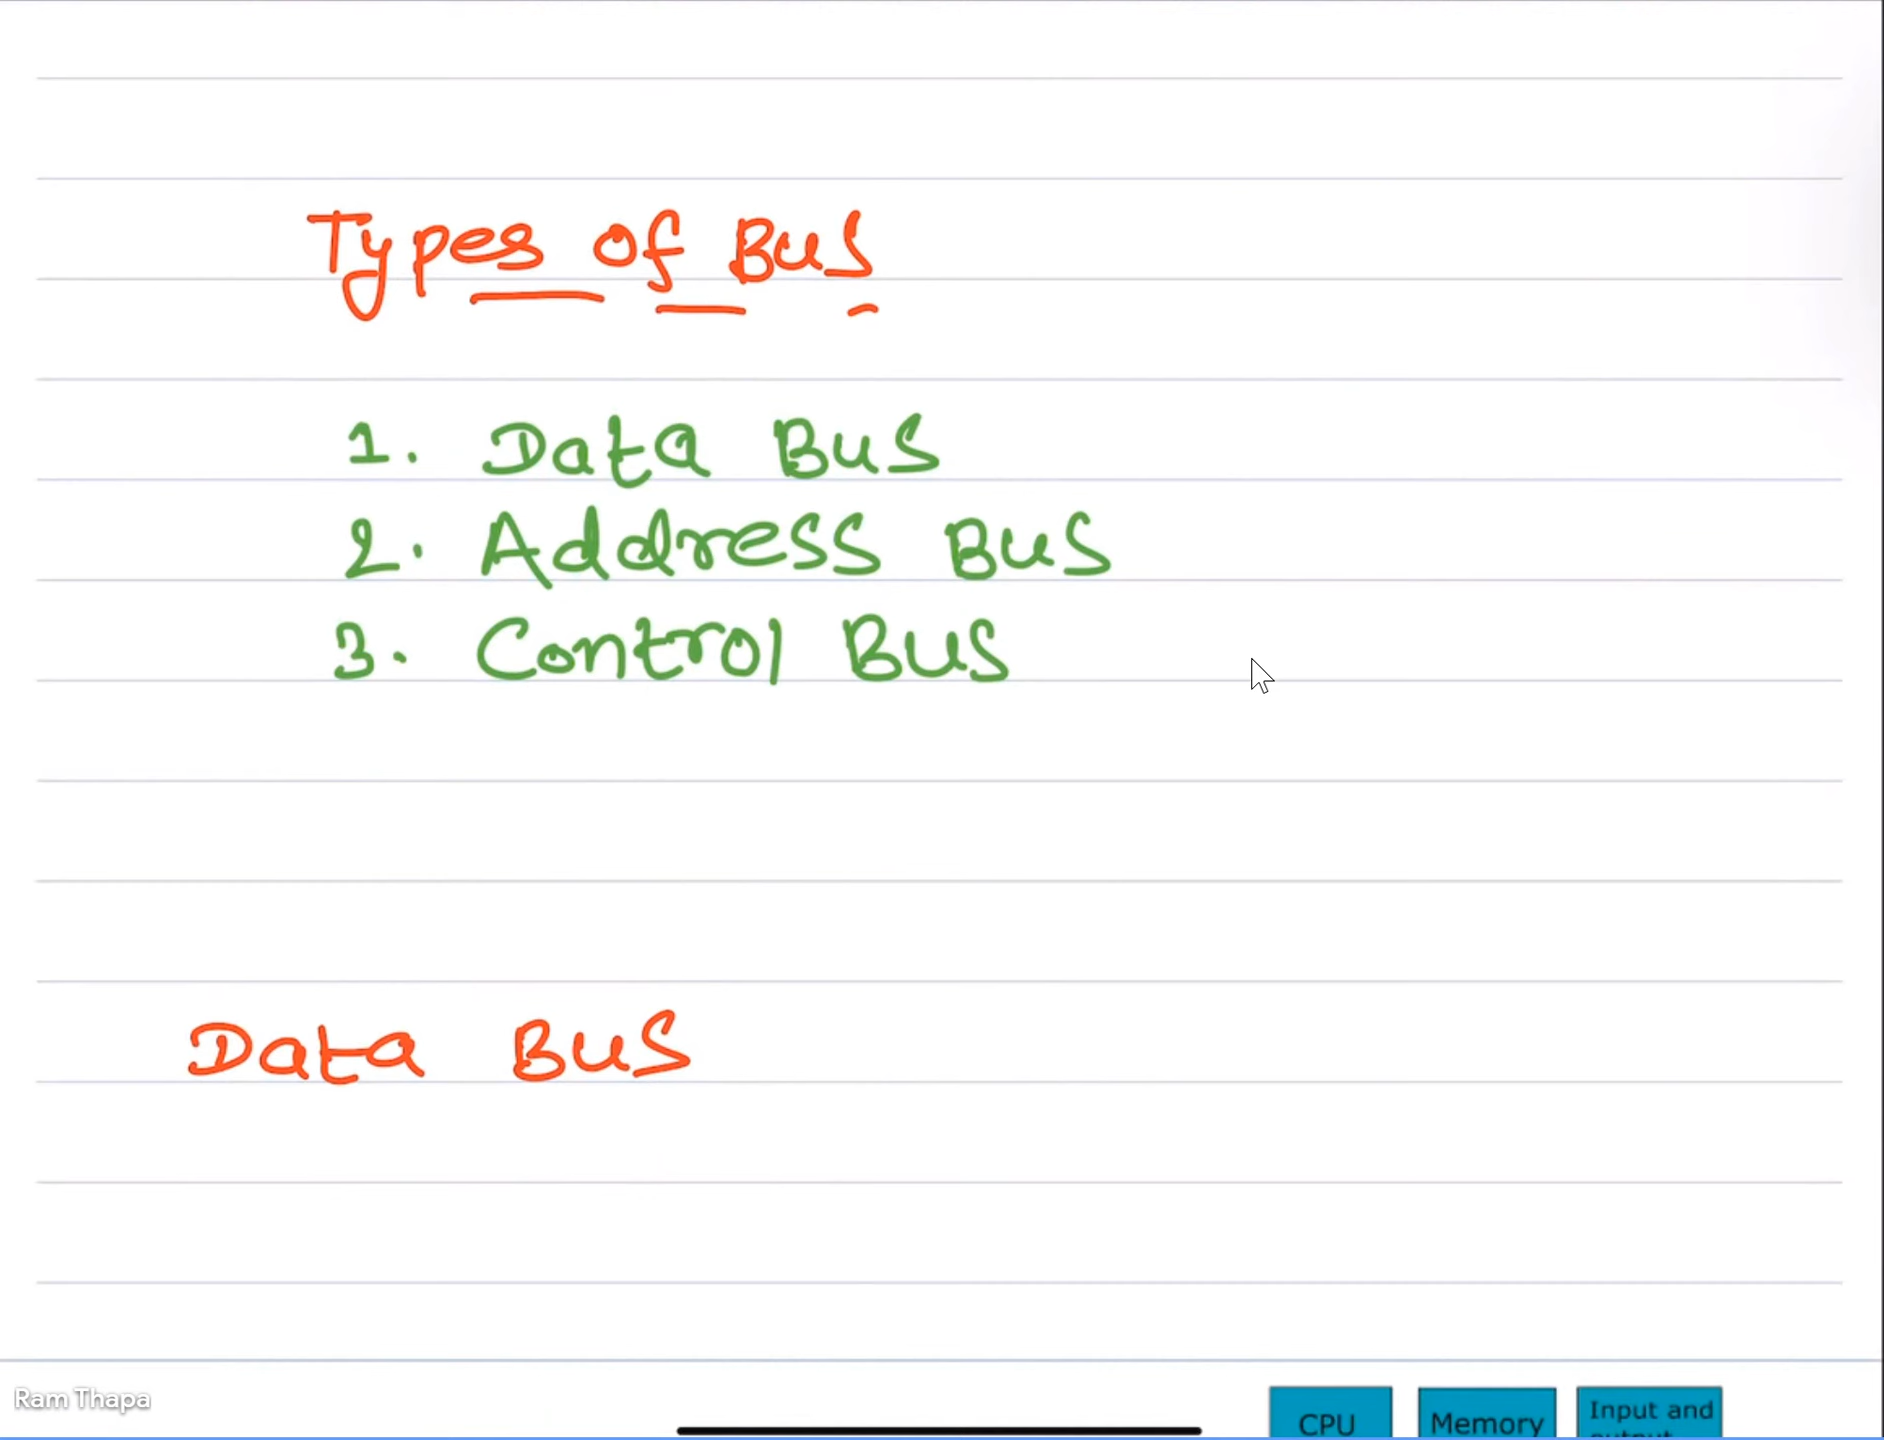 Types of Bus
1. Data Bus
2. Address Bus
3. Control Bus
Data Bus
Ram Thapa
CPU
Memory
Input and
output